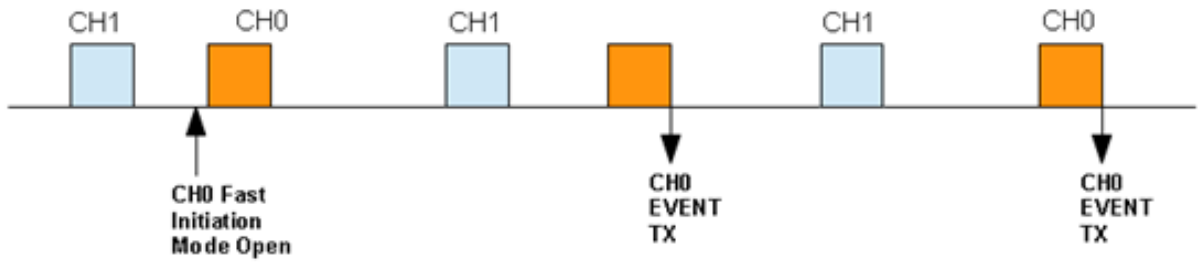 CH1
CH0
CH1
CH1
CH0
CH0 Fast
Initiation
Mode Open
CH0
EVENT
TX
CH0
EVENT
TX